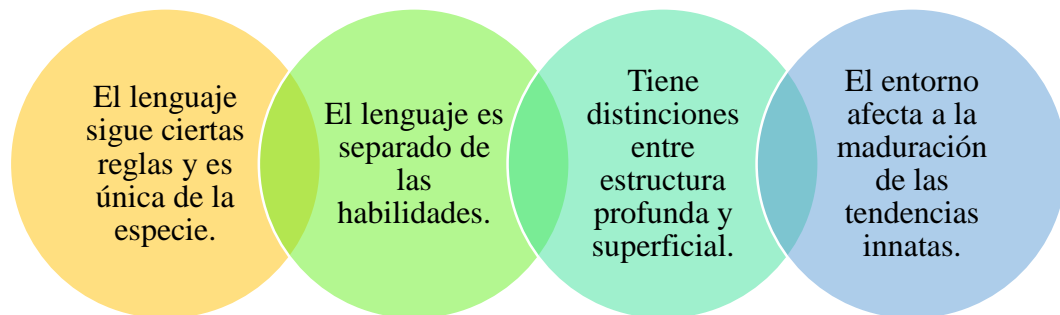 El lenguaje
sigue ciertas
reglas y es
única de la
especie.
El lenguaje es
separado de
las
habilidades.
Tiene
distinciones
entre
estructura
profunda y
superficial.
El entorno
afecta a la
maduración
de las
tendencias
innatas.